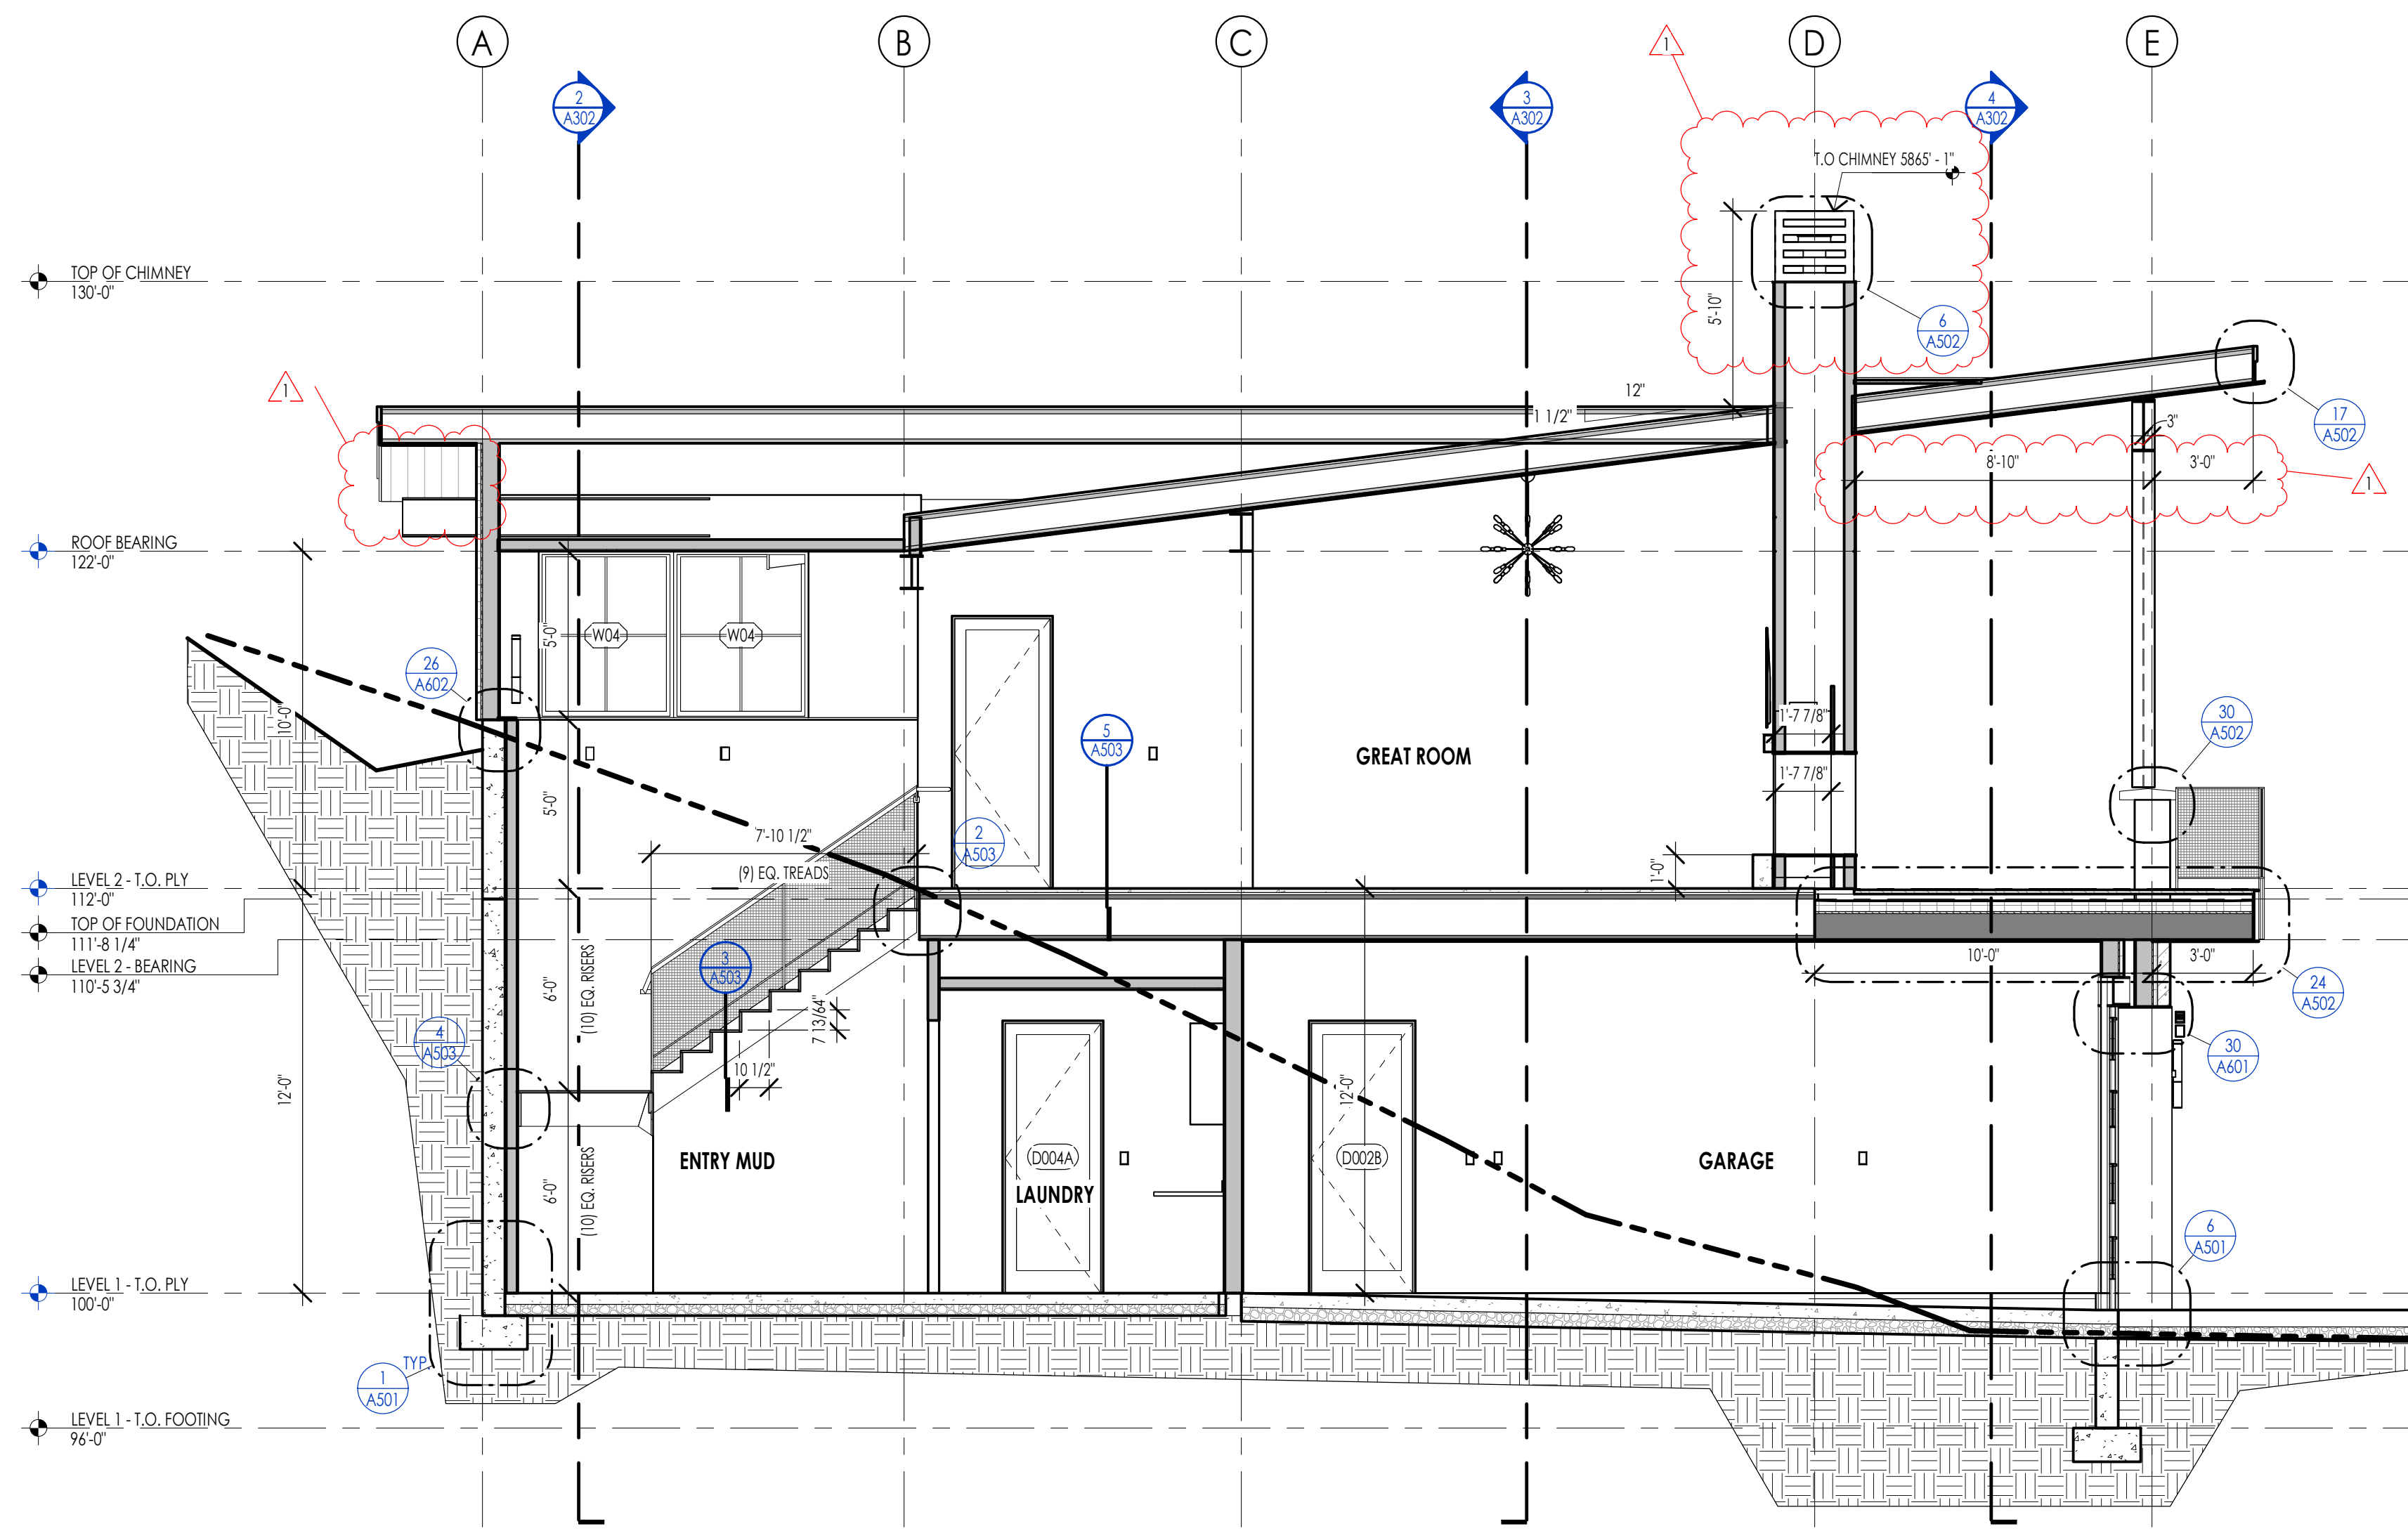 A
B
C
D
E
1
2
A302
3
A302
4
A302
T.O CHIMNEY 5865' - 1"
TOP OF CHIMNEY
130'-0"
5'-10"
6
A502
1
12"
1 1/2"
17
A502
3"
8'-10"
3'-0"
1
ROOF BEARING
122'-0"
W04
W04
5'-0"
26
A602
10'-0"
5
A503
GREAT ROOM
1'-7 7/8"
1'-7 7/8"
30
A502
5'-0"
7'-10 1/2"
2
A503
(9) EQ. TREADS
1'-0"
LEVEL 2 - T.O. PLY
112'-0"
TOP OF FOUNDATION
111'-8 1/4"
LEVEL 2 - BEARING
110'-5 3/4"
3
A503
10'-0"
3'-0"
24
A502
6'-0"
(10) EQ. RISERS
7 13/64"
10 1/2"
4
A503
30
A601
12'-0"
12'-0"
ENTRY MUD
D004A
D002B
GARAGE
LAUNDRY
6'-0"
(10) EQ. RISERS
6
A501
LEVEL 1 - T.O. PLY
100'-0"
TYP.
1
A501
LEVEL 1 - T.O. FOOTING
96'-0"